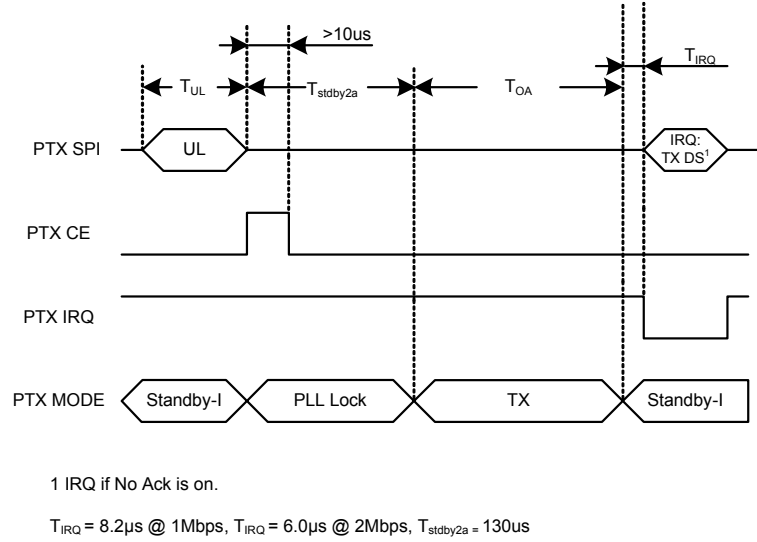 >10us
TUL
Tstdby2a
TOA
TIRQ
PTX SPI
UL
IRQ:
TX DS1
PTX CE
PTX IRQ
PTX MODE
Standby-I
PLL Lock
TX
Standby-I
1 IRQ if No Ack is on.
TIRQ = 8.2µs @ 1Mbps, TIRQ = 6.0µs @ 2Mbps, Tstdby2a = 130us